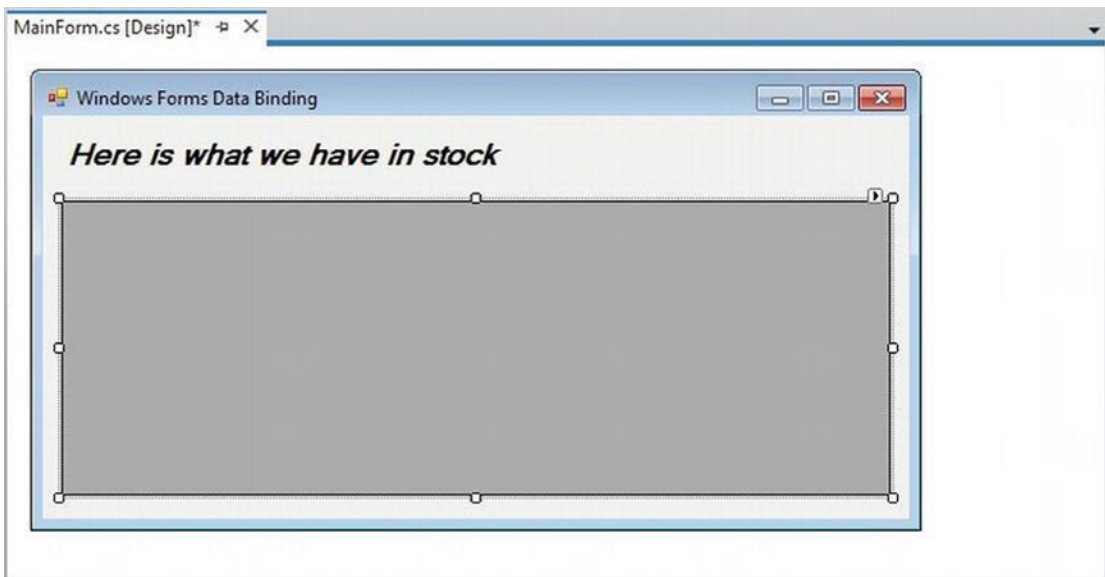 MainForm.cs [Design]*
Windows Forms Data Binding
Here is what we have in stock